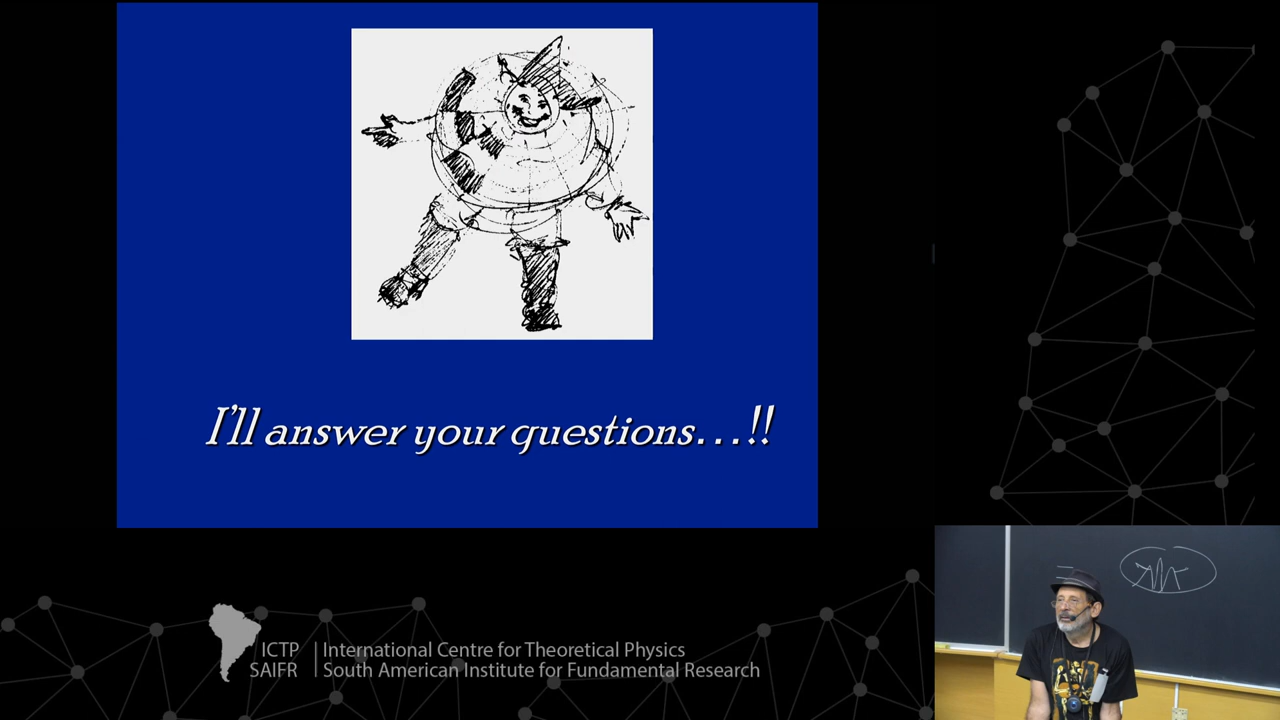 I'll answer your questions...!!
ICTP
SAIFR
International Centre for Theoretical Physics
South American Institute for Fundamental Research